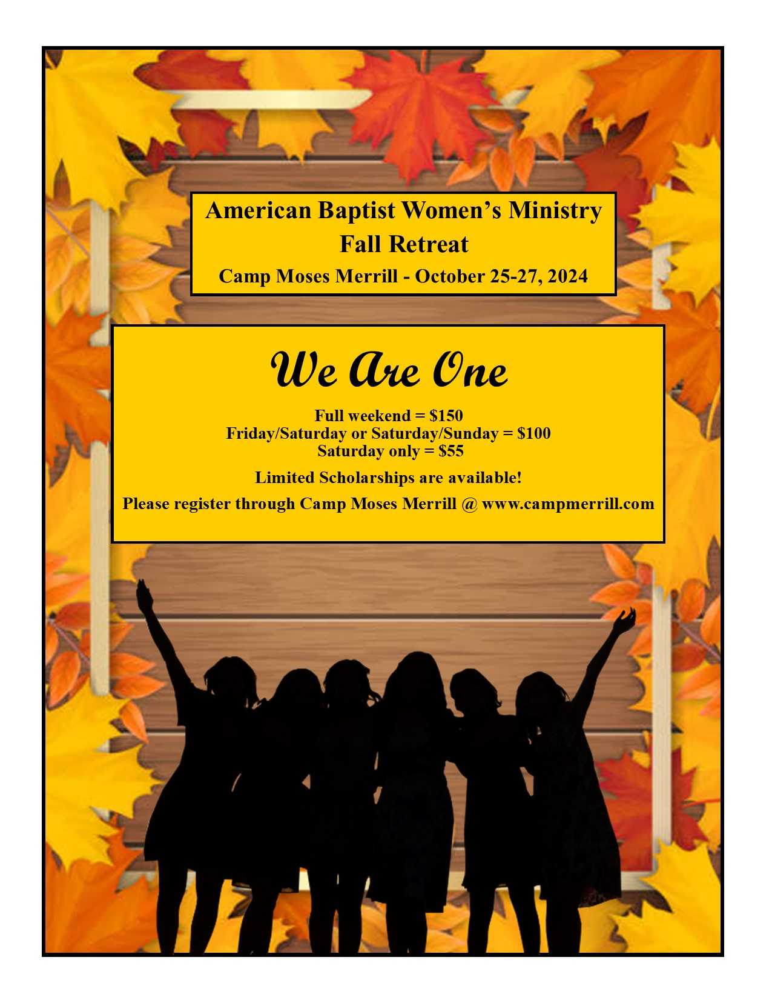 American Baptist Women’s Ministry
Fall Retreat
Camp Moses Merrill - October 25-27, 2024
We Are One
Full weekend = $150
Friday/Saturday or Saturday/Sunday = $100
Saturday only = $55
Limited Scholarships are available!
Please register through Camp Moses Merrill @ www.campmerrill.com